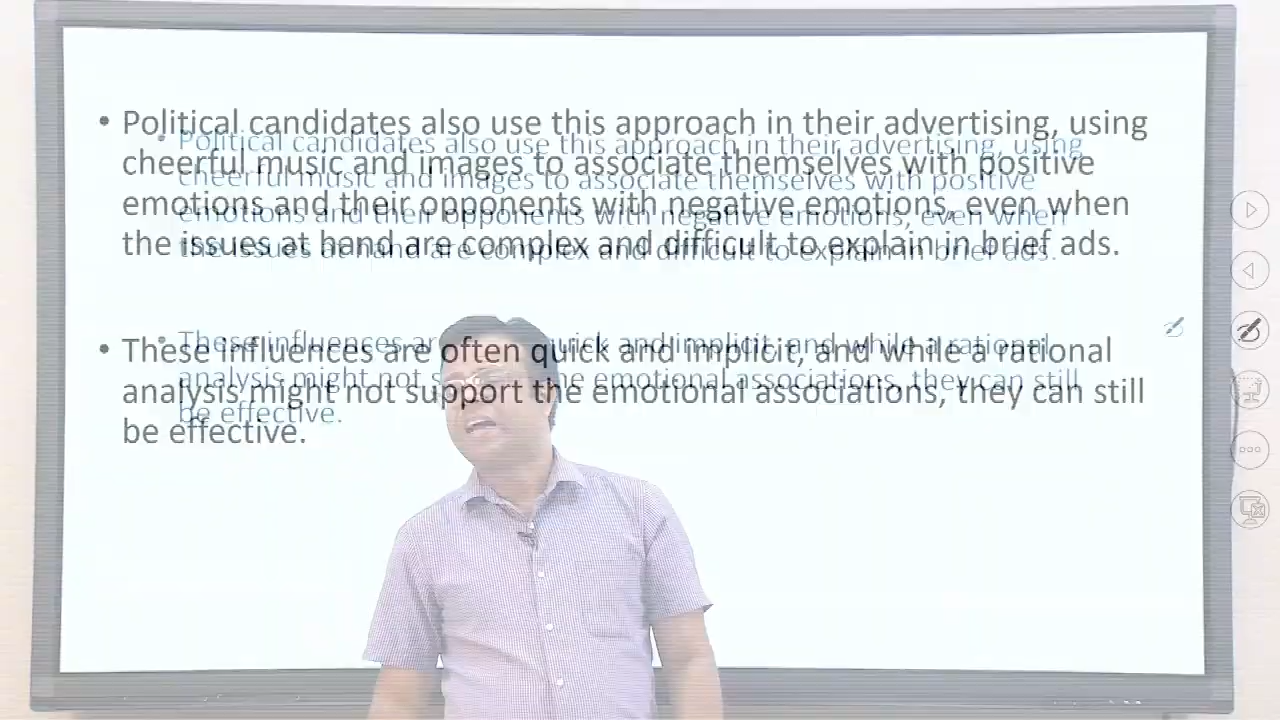 • Political candidates also use this approach in their advertising, using
cheerful music and images to associate themselves with positive
emotions and their opponents with negative emotions, even when
the issues at hand are complex and difficult to explain in brief ads.
• These influences are often quick and implicit, and while a rational
analysis might not support the emotional associations, they can still
be effective.